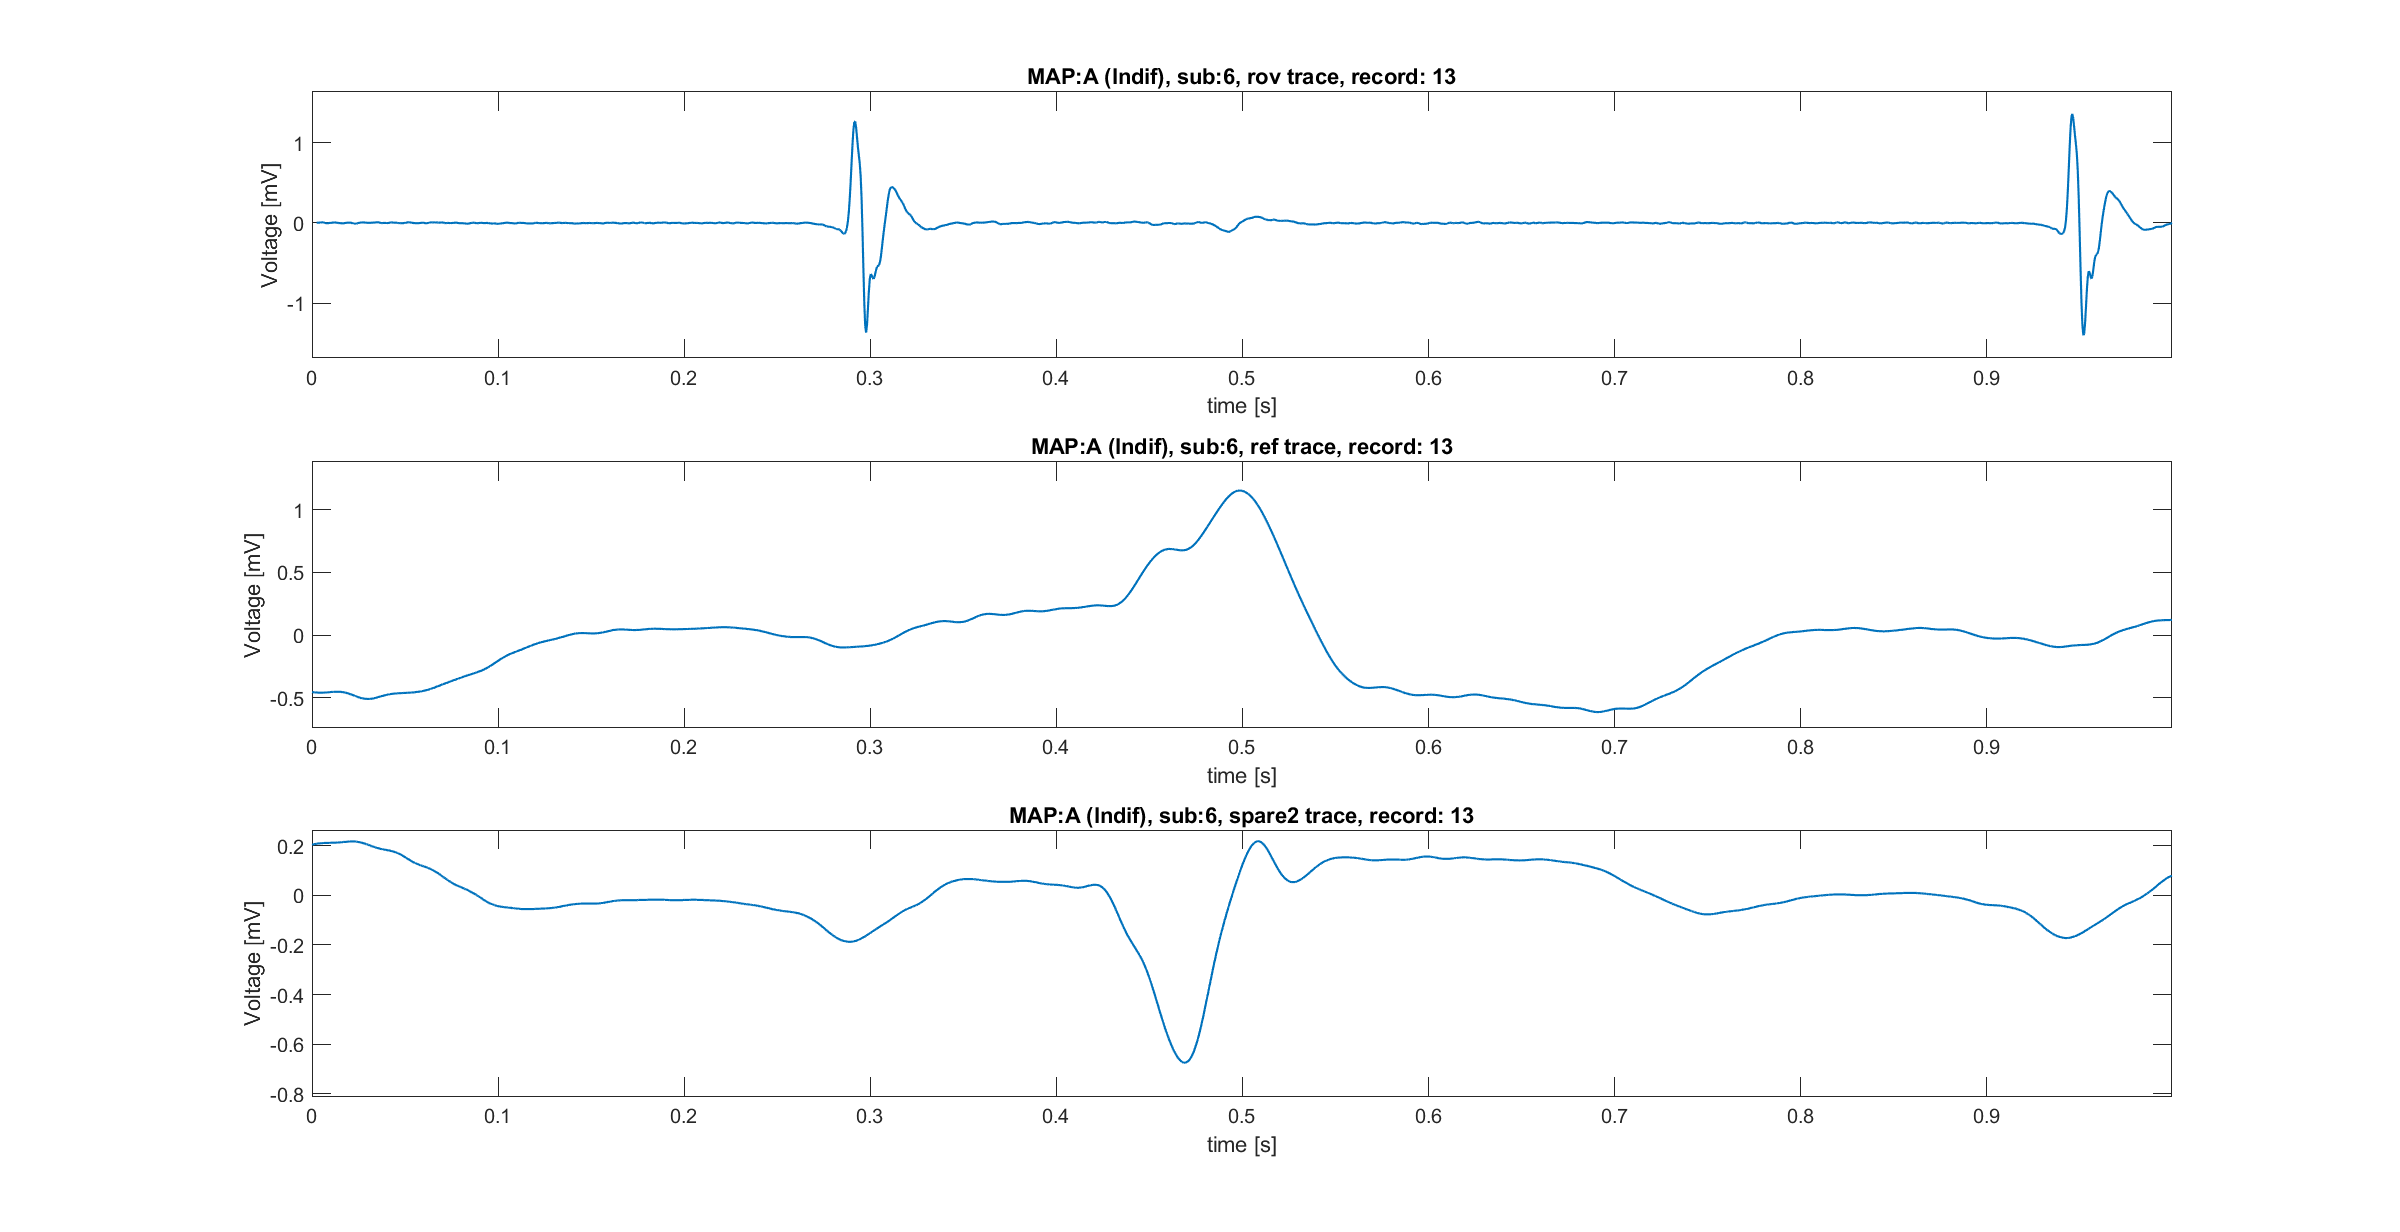 MAP:A (Indif), sub:6, rov trace, record: 13
Voltage [mV]
1
0
-1
0 0.1 0.2 0.3 0.4 0.5 0.6 0.7 0.8 0.9
time [s]
MAP:A (Indif), sub:6, ref trace, record: 13
Voltage [mV]
1
0.5
0
-0.5
0 0.1 0.2 0.3 0.4 0.5 0.6 0.7 0.8 0.9
time [s]
MAP:A (Indif), sub:6, spare2 trace, record: 13
Voltage [mV]
0.2
0
-0.2
-0.4
-0.6
-0.8
0 0.1 0.2 0.3 0.4 0.5 0.6 0.7 0.8 0.9
time [s]